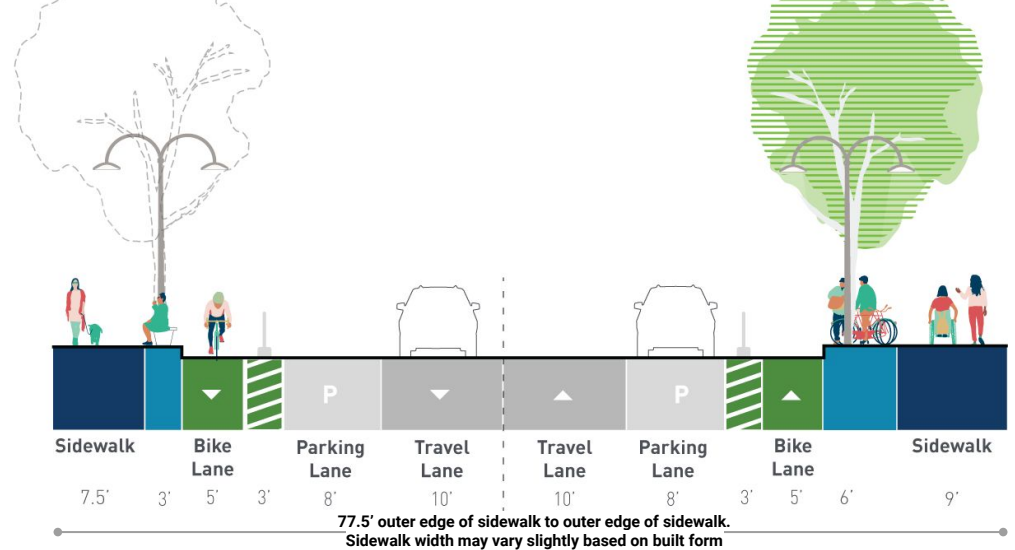 P
P
Sidewalk
Bike
Lane
Parking
Lane
Travel
Lane
Travel
Lane
Parking
Lane
Bike
Lane
Sidewalk
7.5'
3'
5'
3'
8'
10'
10'
8'
3'
5'
6'
9'
77.5' outer edge of sidewalk to outer edge of sidewalk.
Sidewalk width may vary slightly based on built form